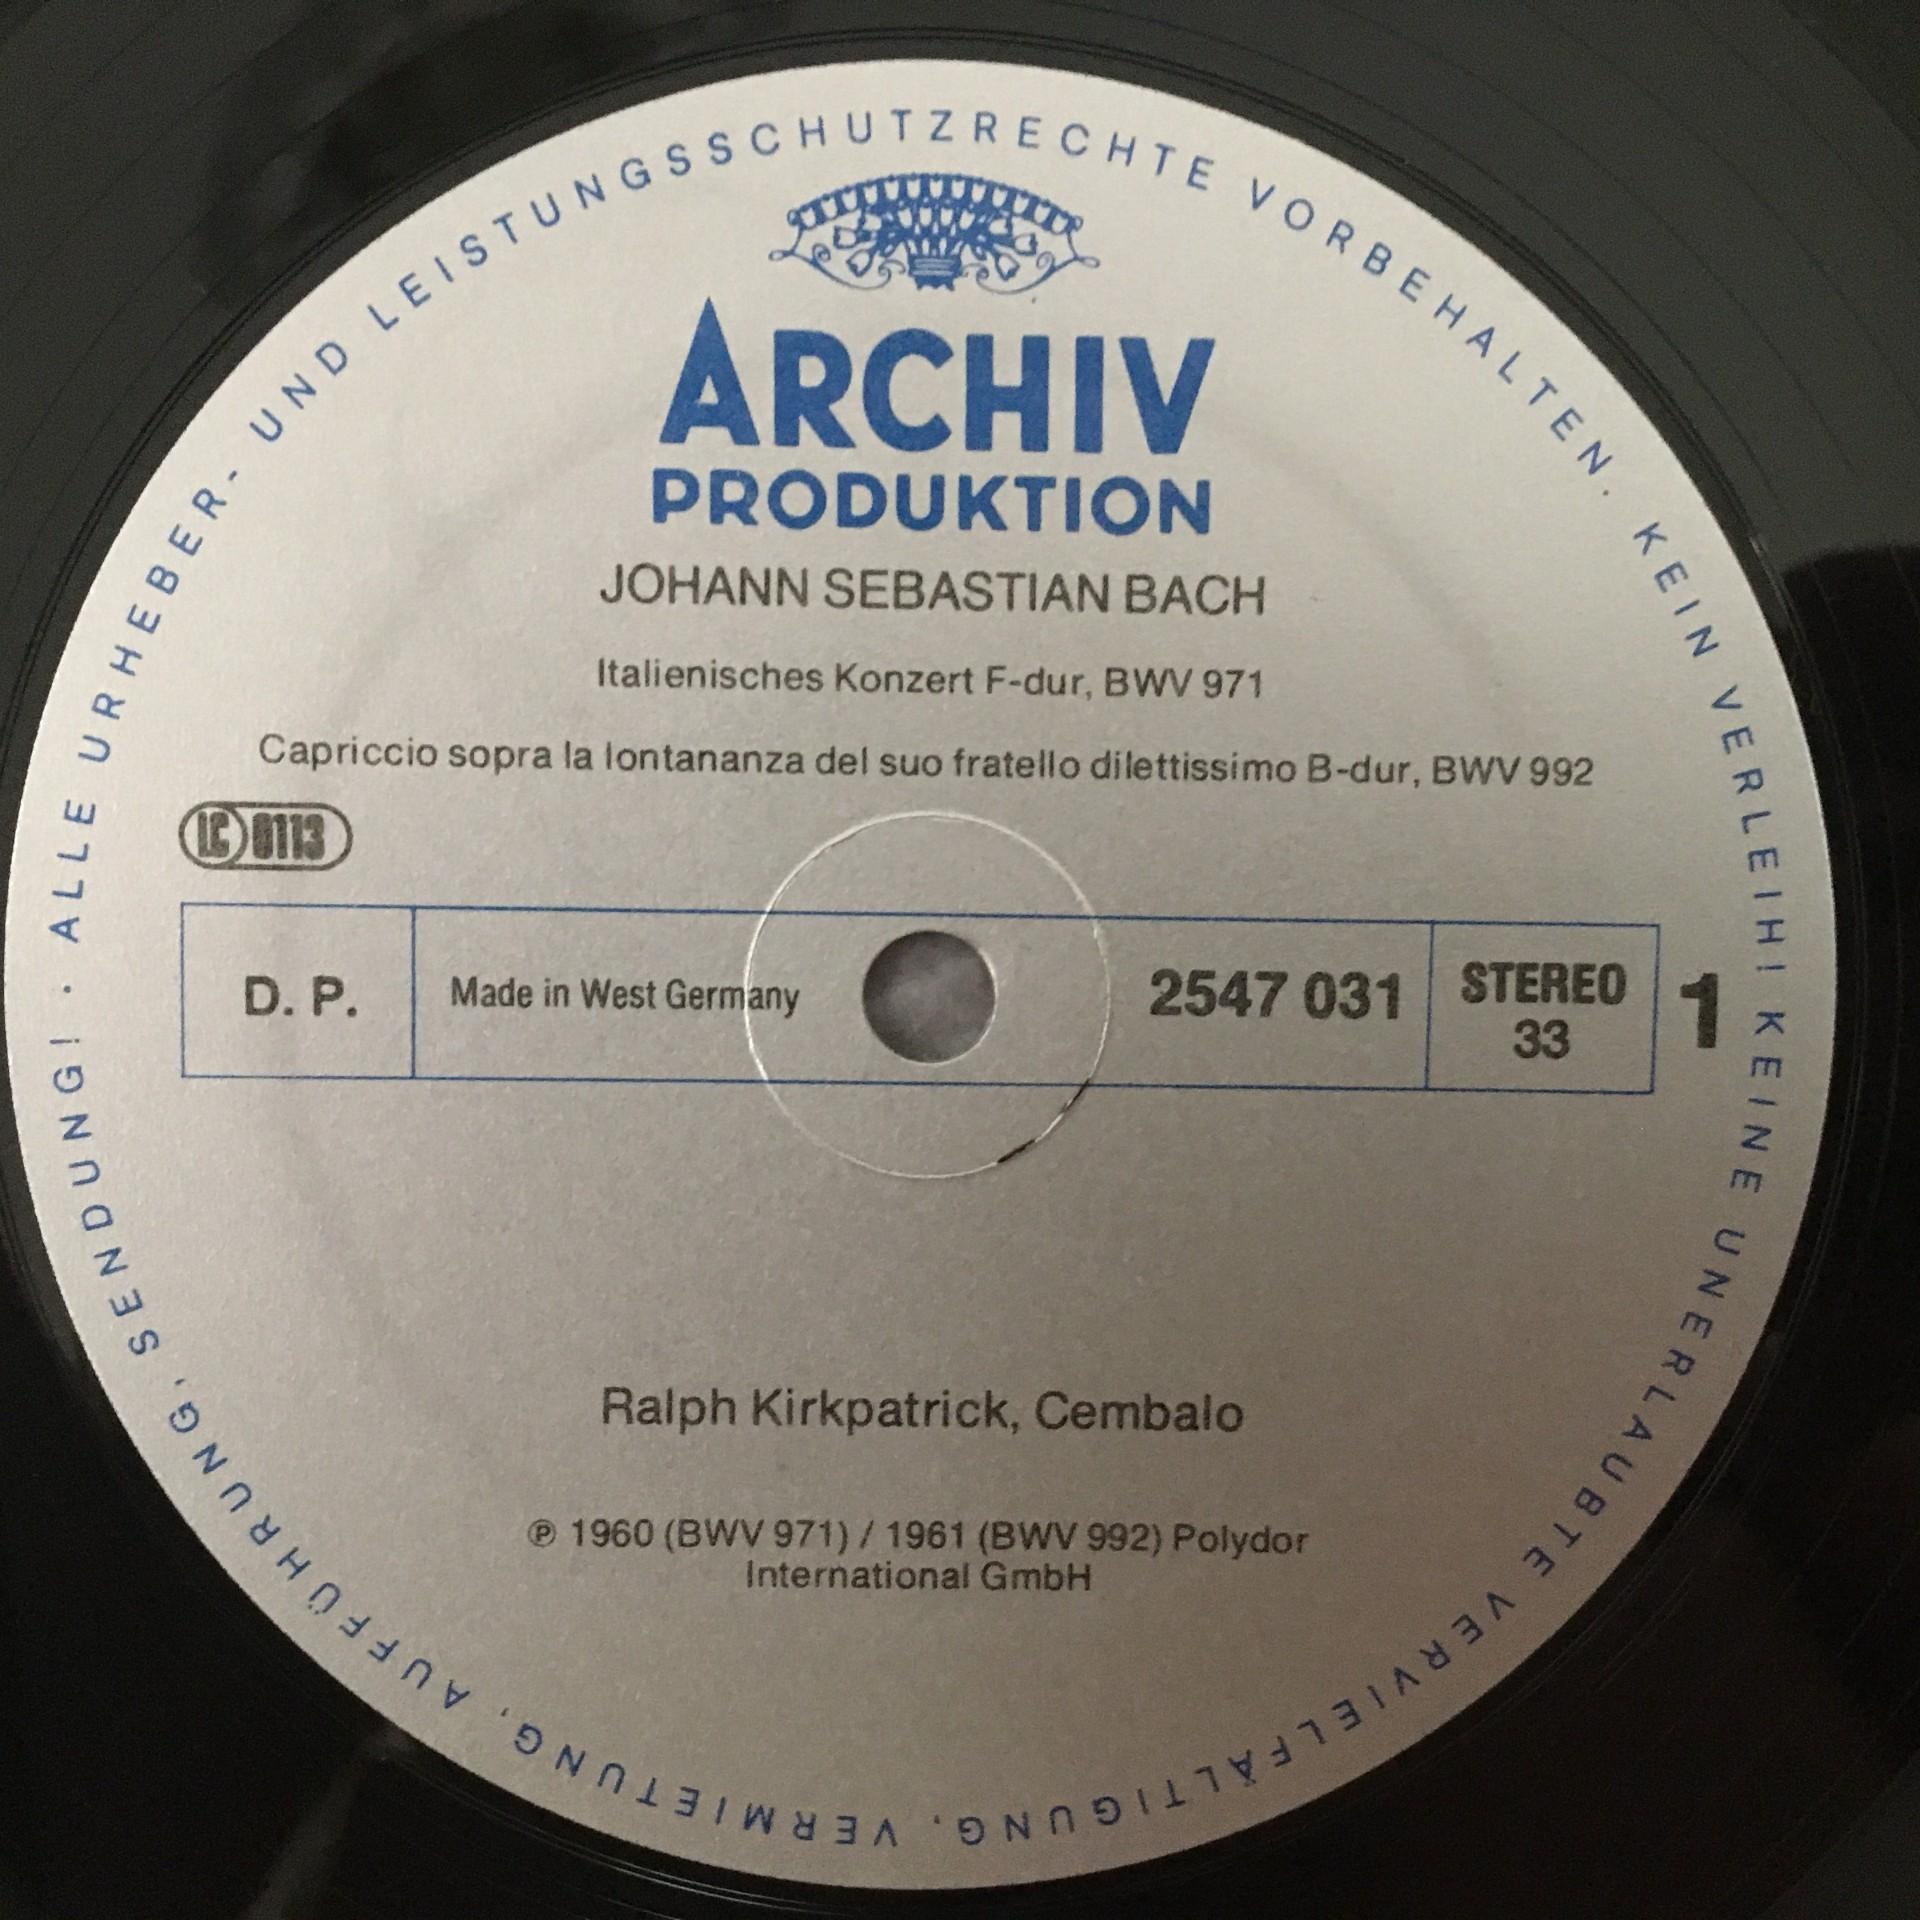 ALLE URHEBER- UND LEISTUNGSSCHUTZRECHTE VORBEHALTEN. KEIN VERLEIH! KEINE UNERLAUBTE VERVIELFÄLTIGUNG, VERMIETUNG, AUFFÜHRUNG, SENDUNG! ·
ARCHIV
PRODUKTION
JOHANN SEBASTIAN BACH
Italienisches Konzert F-dur, BWV 971
Capriccio sopra la lontananza del suo fratello dilettissimo B-dur, BWV 992
LC 0113
D. P. Made in West Germany 2547 031 STEREO 1
33
Ralph Kirkpatrick, Cembalo
℗ 1960 (BWV 971) / 1961 (BWV 992) Polydor
International GmbH